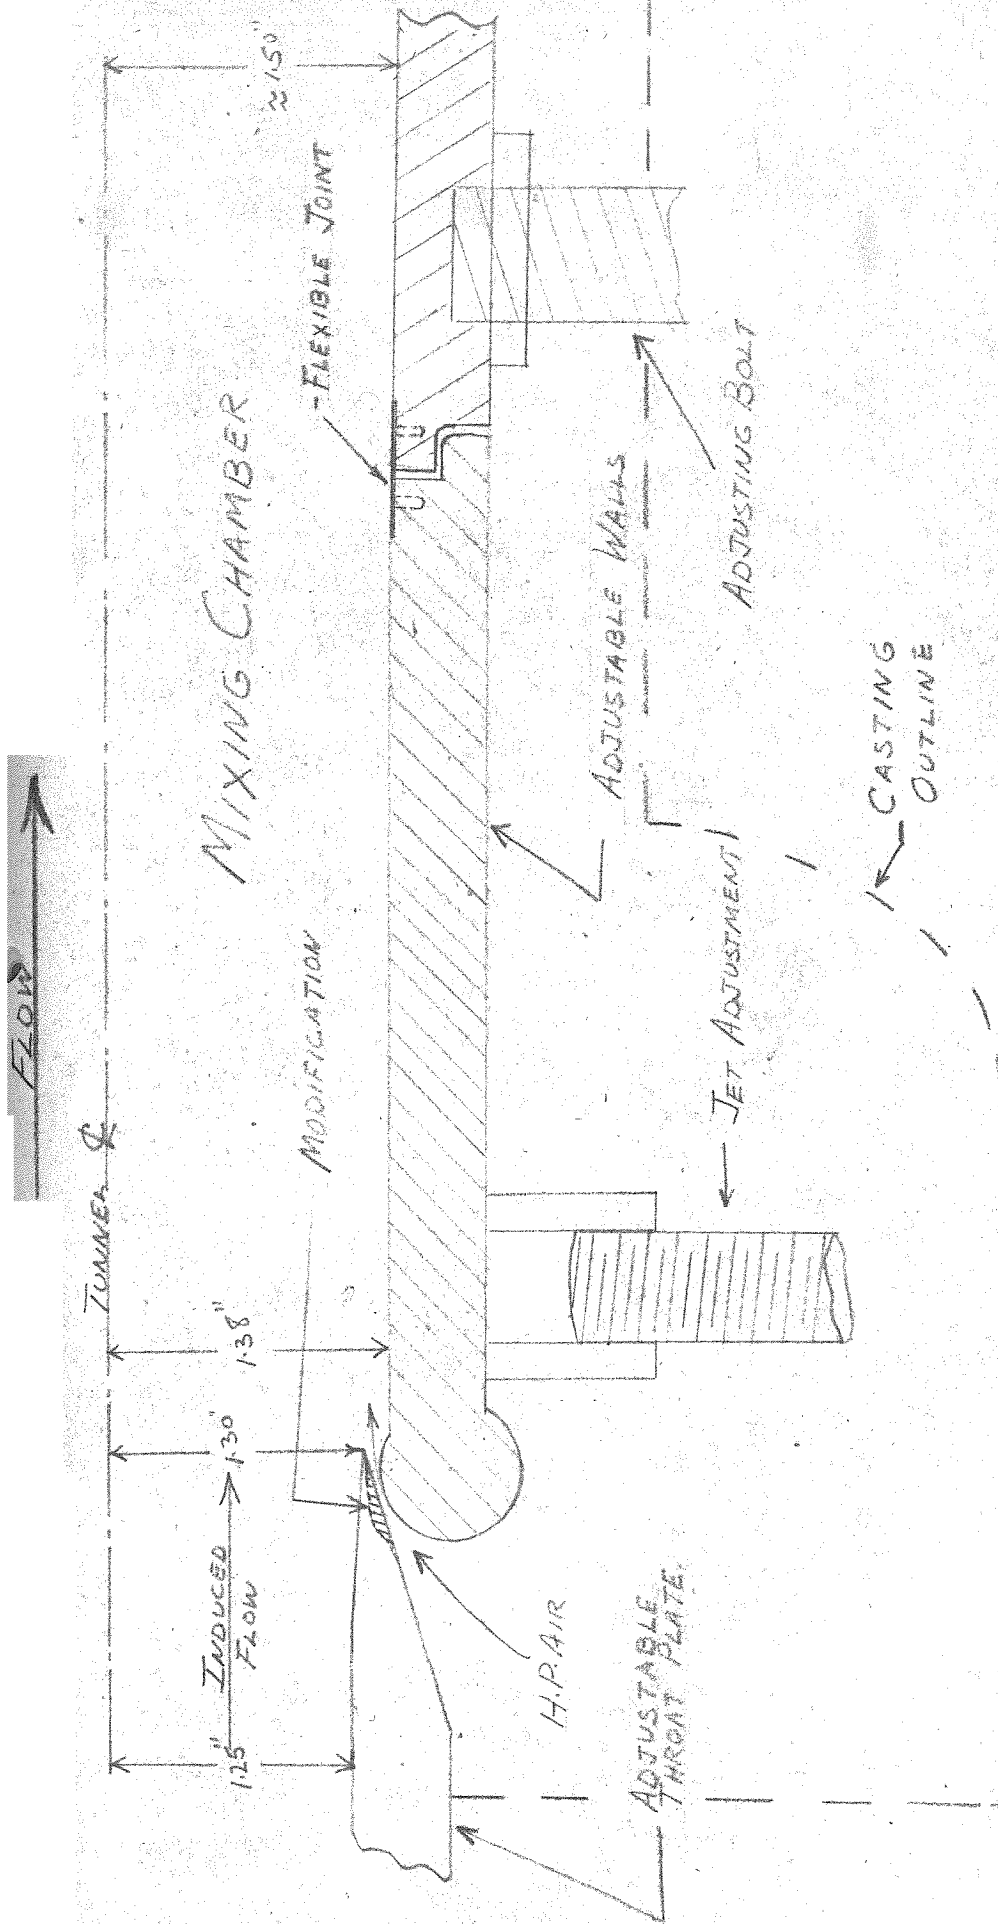 FLOW
TUNNEL ℄
1.25"
INDUCED
FLOW
1.30"
1.38"
≈ 1.50"
MODIFICATION
MIXING CHAMBER
FLEXIBLE JOINT
H.P. AIR
ADJUSTABLE
THROAT PLATE.
JET ADJUSTMENT
ADJUSTABLE WALLS
ADJUSTING BOLT
CASTING
OUTLINE